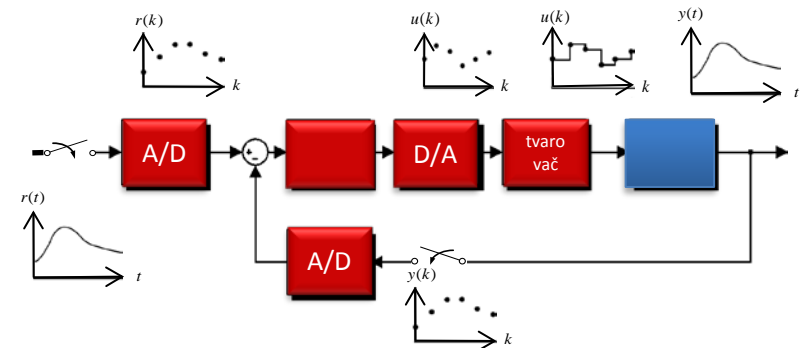 r(k)
k
u(k)
k
u(k)
k
y(t)
t
A/D
+
−
D/A
tvaro
vač
r(t)
t
A/D
y(k)
k